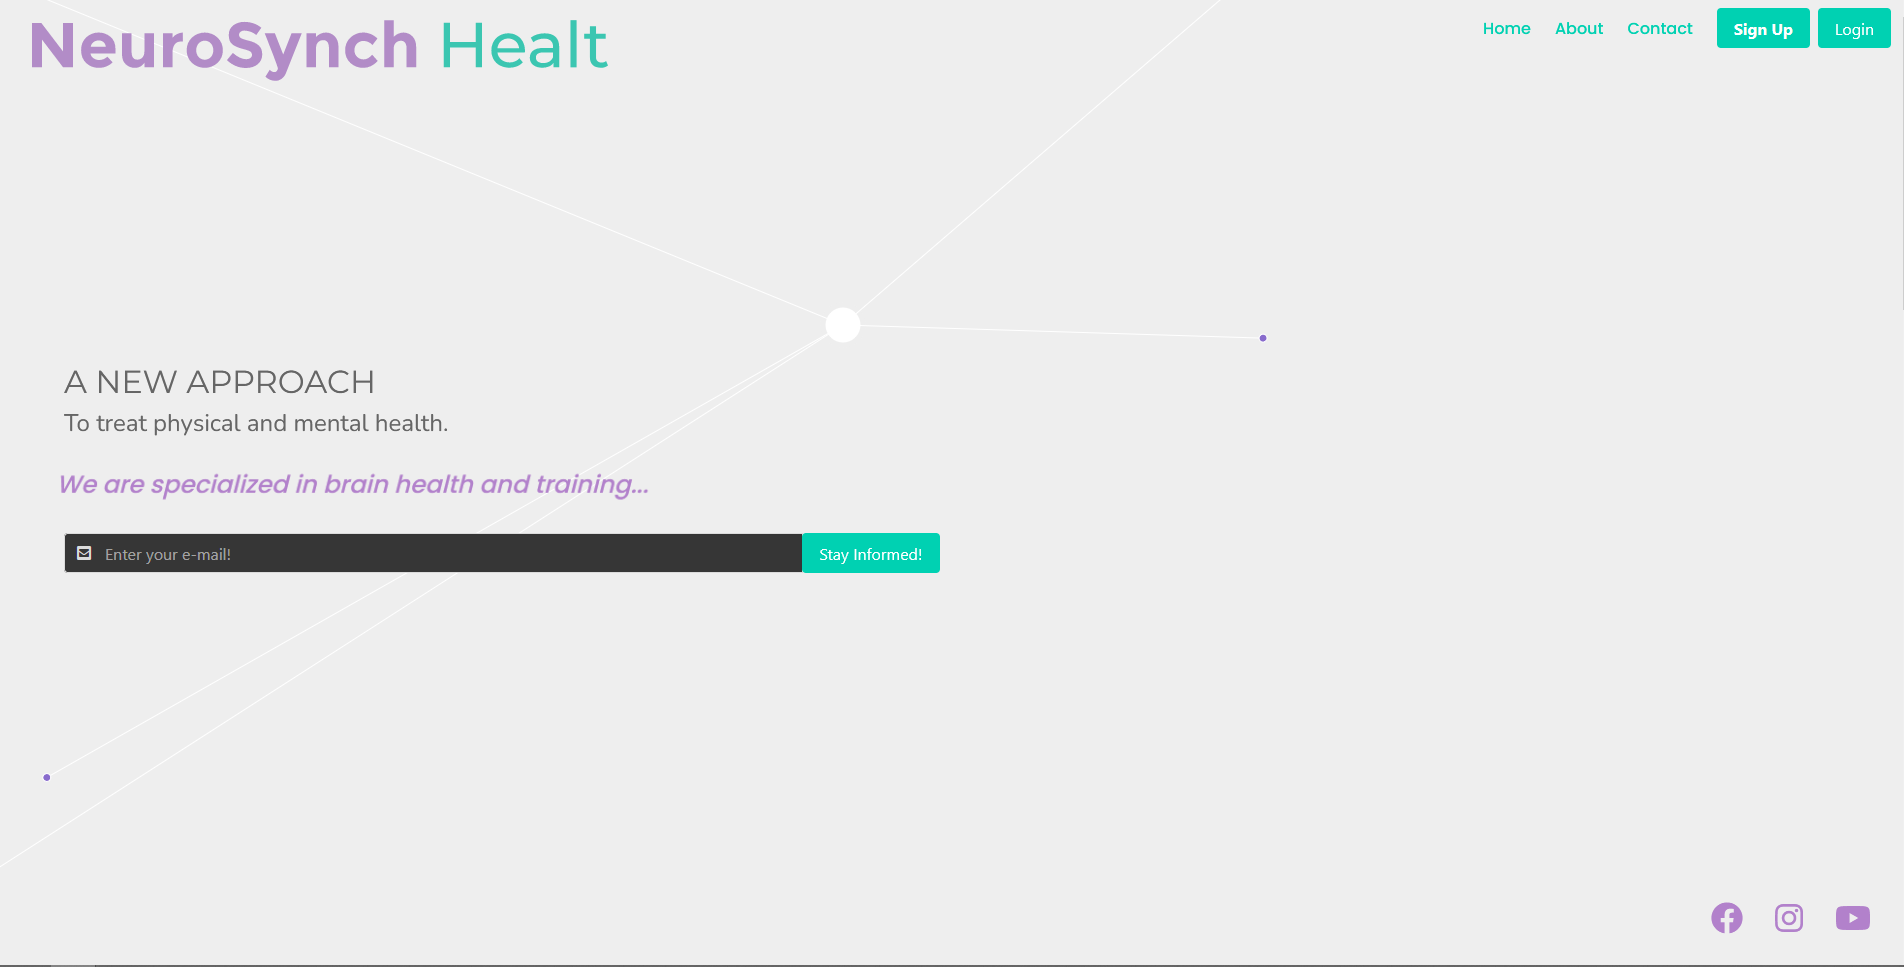 NeuroSynch Healt
Home About Contact Sign Up Login
A NEW APPROACH
To treat physical and mental health.
We are specialized in brain health and training...
Enter your e-mail! Stay Informed!